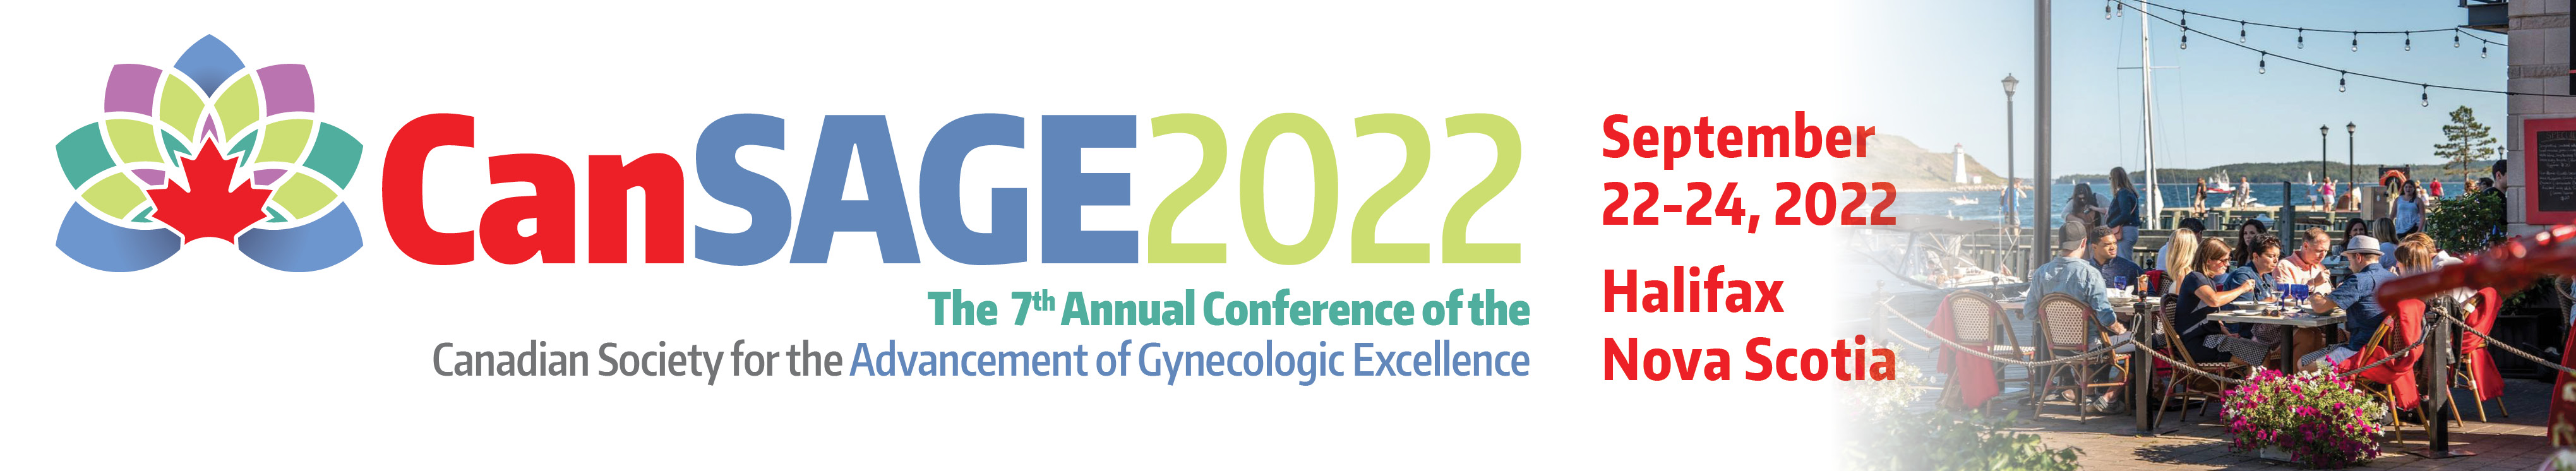 CanSAGE2022
The 7th Annual Conference of the
Canadian Society for the Advancement of Gynecologic Excellence
September
22-24, 2022
Halifax
Nova Scotia